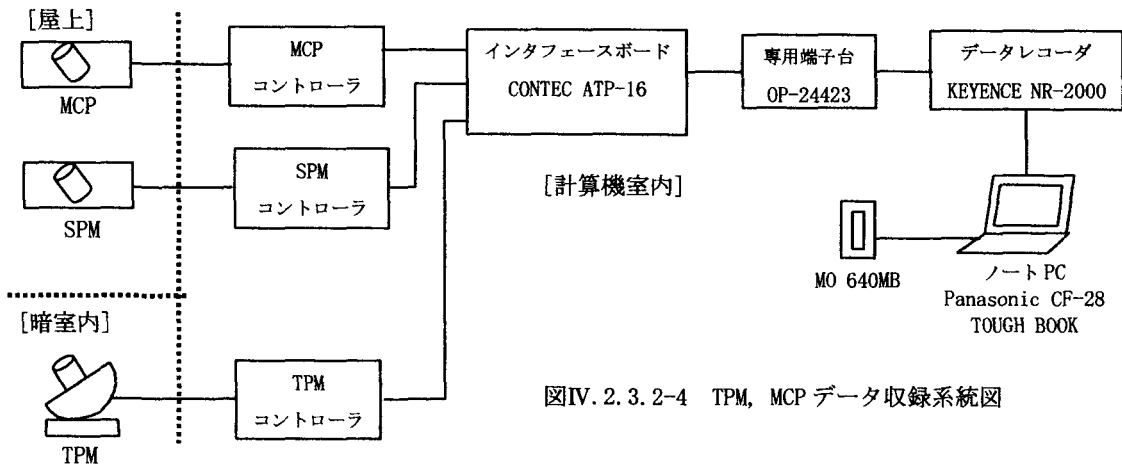 [屋上]
MCP
MCP
コントローラ
インタフェースボード
CONTEC ATP-16
専用端子台
OP-24423
データレコーダ
KEYENCE NR-2000
SPM
SPM
コントローラ
[計算機室内]
MO 640MB
ノートPC
Panasonic CF-28
TOUGH BOOK
[暗室内]
TPM
TPM
コントローラ
図Ⅳ.2.3.2-4 TPM, MCPデータ収録系統図